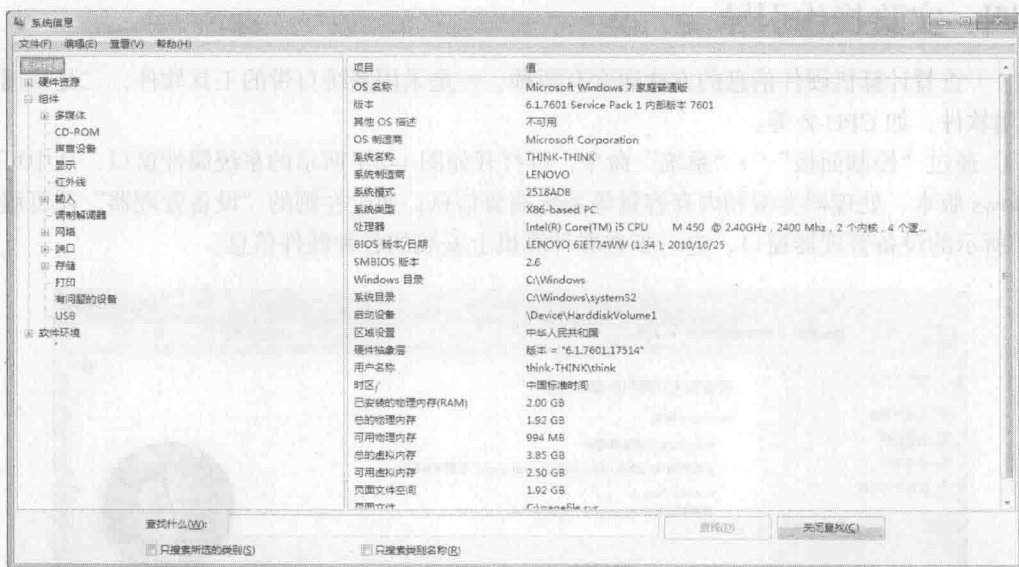 系统信息
文件(F) 编辑(E) 查看(V) 帮助(H)
硬件资源
组件
多媒体
CD-ROM
声音设备
显示
红外线
输入
调制解调器
网络
端口
存储
打印
有问题的设备
USB
软件环境
项目 值
OS 名称 Microsoft Windows 7 家庭普通版
版本 6.1.7601 Service Pack 1 内部版本 7601
其他 OS 描述 不可用
OS 制造商 Microsoft Corporation
系统名称 THINK-THINK
系统制造商 LENOVO
系统模式 2518AD8
系统类型 X86-based PC
处理器 Intel(R) Core(TM) i5 CPU M 450 @ 2.40GHz, 2400 Mhz, 2 个内核, 4 个逻...
BIOS 版本/日期 LENOVO 6IET74WW (1.34 ), 2010/10/25
SMBIOS 版本 2.6
Windows 目录 C:\Windows
系统目录 C:\Windows\system32
启动设备 \Device\HarddiskVolume1
区域设置 中华人民共和国
硬件抽象层 版本 = "6.1.7601.17514"
用户名称 think-THINK\think
时区 中国标准时间
已安装的物理内存(RAM) 2.00 GB
总的物理内存 1.92 GB
可用物理内存 994 MB
总的虚拟内存 3.85 GB
可用虚拟内存 2.50 GB
页面文件空间 1.92 GB
页面文件 C:\pagefile.sys
查找什么(W):
查找(D) 关闭查找(C)
只搜索所选的类别(S) 只搜索类别名称(R)